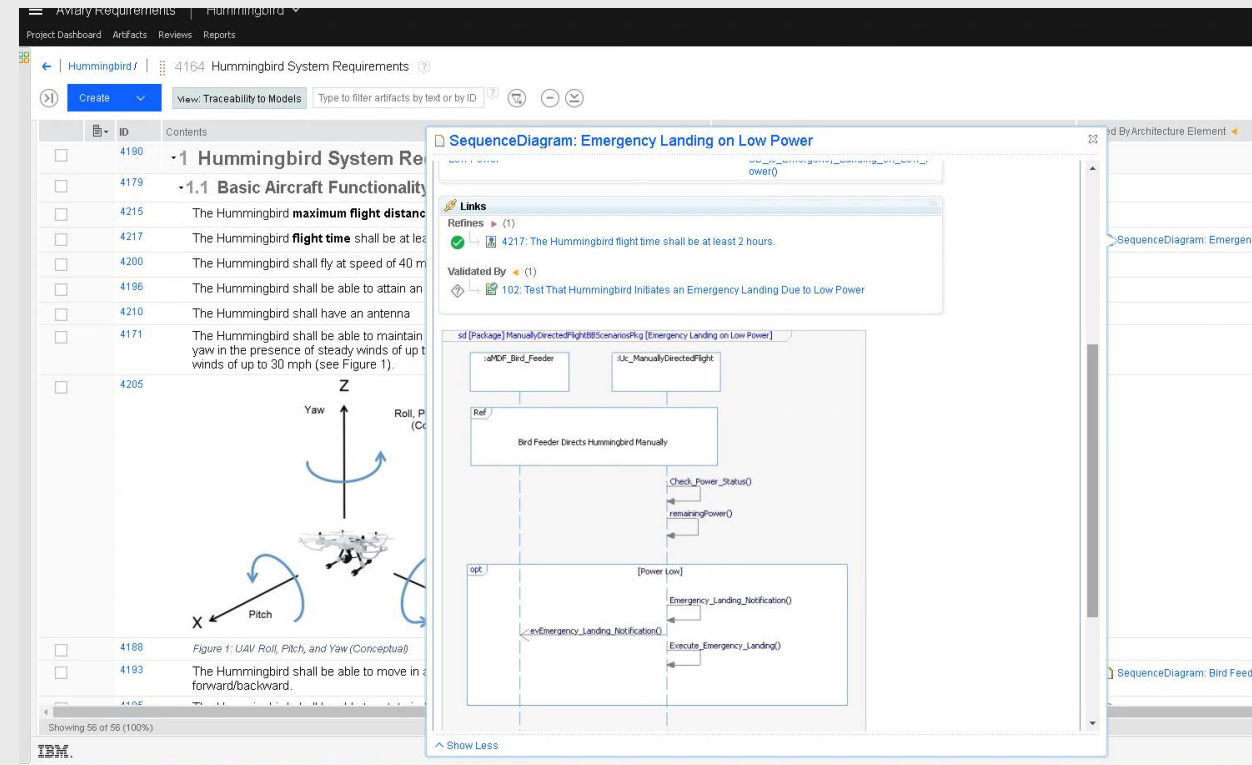 Aviary Requirements | Hummingbird
Project Dashboard Artifacts Reviews Reports
Hummingbird / 4164 Hummingbird System Requirements
Create View: Traceability to Models Type to filter artifacts by text or by ID
ID Contents ed By Architecture Element
4190 1 Hummingbird System Re
4179 1.1 Basic Aircraft Functionality
4215 The Hummingbird maximum flight distanc
4217 The Hummingbird flight time shall be at lea
SequenceDiagram: Emergen
4200 The Hummingbird shall fly at speed of 40 m
4196 The Hummingbird shall be able to attain an
4210 The Hummingbird shall have an antenna
4171 The Hummingbird shall be able to maintain
yaw in the presence of steady winds of up t
winds of up to 30 mph (see Figure 1).
4205
Z
Yaw
Roll, P
(Co
X
Pitch
4188 Figure 1: UAV Roll, Pitch, and Yaw (Conceptual)
4193 The Hummingbird shall be able to move in a
forward/backward.
SequenceDiagram: Bird Feed
Showing 56 of 56 (100%)
IBM.
SequenceDiagram: Emergency Landing on Low Power
ower()
Links
Refines (1)
4217: The Hummingbird flight time shall be at least 2 hours.
Validated By (1)
102: Test That Hummingbird Initiates an Emergency Landing Due to Low Power
sd [Package] ManuallyDirectedFlightBBScenariosPkg [Emergency Landing on Low Power]
:aMDF_Bird_Feeder :Uc_ManuallyDirectedFlight
Ref
Bird Feeder Directs Hummingbird Manually
Check_Power_Status()
remainingPower()
opt [Power Low]
Emergency_Landing_Notification()
evEmergency_Landing_Notification()
Execute_Emergency_Landing()
Show Less